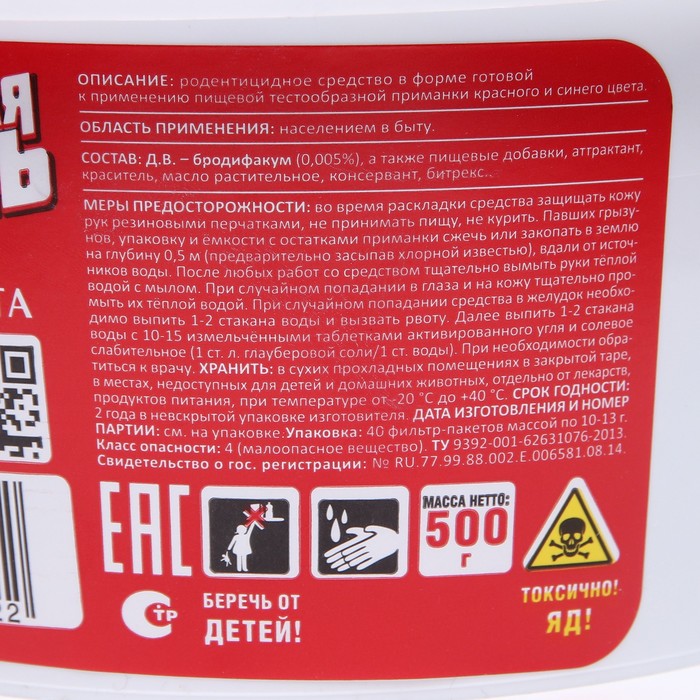 Я
Ь
ТА
ОПИСАНИЕ: родентицидное средство в форме готовой
к применению пищевой тестообразной приманки красного и синего цвета.
ОБЛАСТЬ ПРИМЕНЕНИЯ: населением в быту.
СОСТАВ: Д.В. – бродифакум (0,005%), а также пищевые добавки, аттрактант,
краситель, масло растительное, консервант, битрекс.
МЕРЫ ПРЕДОСТОРОЖНОСТИ: во время раскладки средства защищать кожу
рук резиновыми перчатками, не принимать пищу, не курить. Павших грызу-
нов, упаковку и ёмкости с остатками приманки сжечь или закопать в землю
на глубину 0,5 м (предварительно засыпав хлорной известью), вдали от источ-
ников воды. После любых работ со средством тщательно вымыть руки тёплой
водой с мылом. При случайном попадании в глаза и на кожу тщательно про-
мыть их тёплой водой. При случайном попадании средства в желудок необхо-
димо выпить 1-2 стакана воды и вызвать рвоту. Далее выпить 1-2 стакана
воды с 10-15 измельчёнными таблетками активированного угля и солевое
слабительное (1 ст. л. глауберовой соли/1 ст. воды). При необходимости обра-
титься к врачу. ХРАНИТЬ: в сухих прохладных помещениях в закрытой таре,
в местах, недоступных для детей и домашних животных, отдельно от лекарств,
продуктов питания, при температуре от -20 °С до +40 °С. СРОК ГОДНОСТИ:
2 года в невскрытой упаковке изготовителя. ДАТА ИЗГОТОВЛЕНИЯ И НОМЕР
ПАРТИИ: см. на упаковке. Упаковка: 40 фильтр-пакетов массой по 10-13 г.
Класс опасности: 4 (малоопасное вещество). ТУ 9392-001-62631076-2013.
Свидетельство о гос. регистрации: № RU.77.99.88.002.Е.006581.08.14.
ЕАС
МАССА НЕТТО:
500
г
ТР
БЕРЕЧЬ ОТ
ДЕТЕЙ!
ТОКСИЧНО!
ЯД!
22